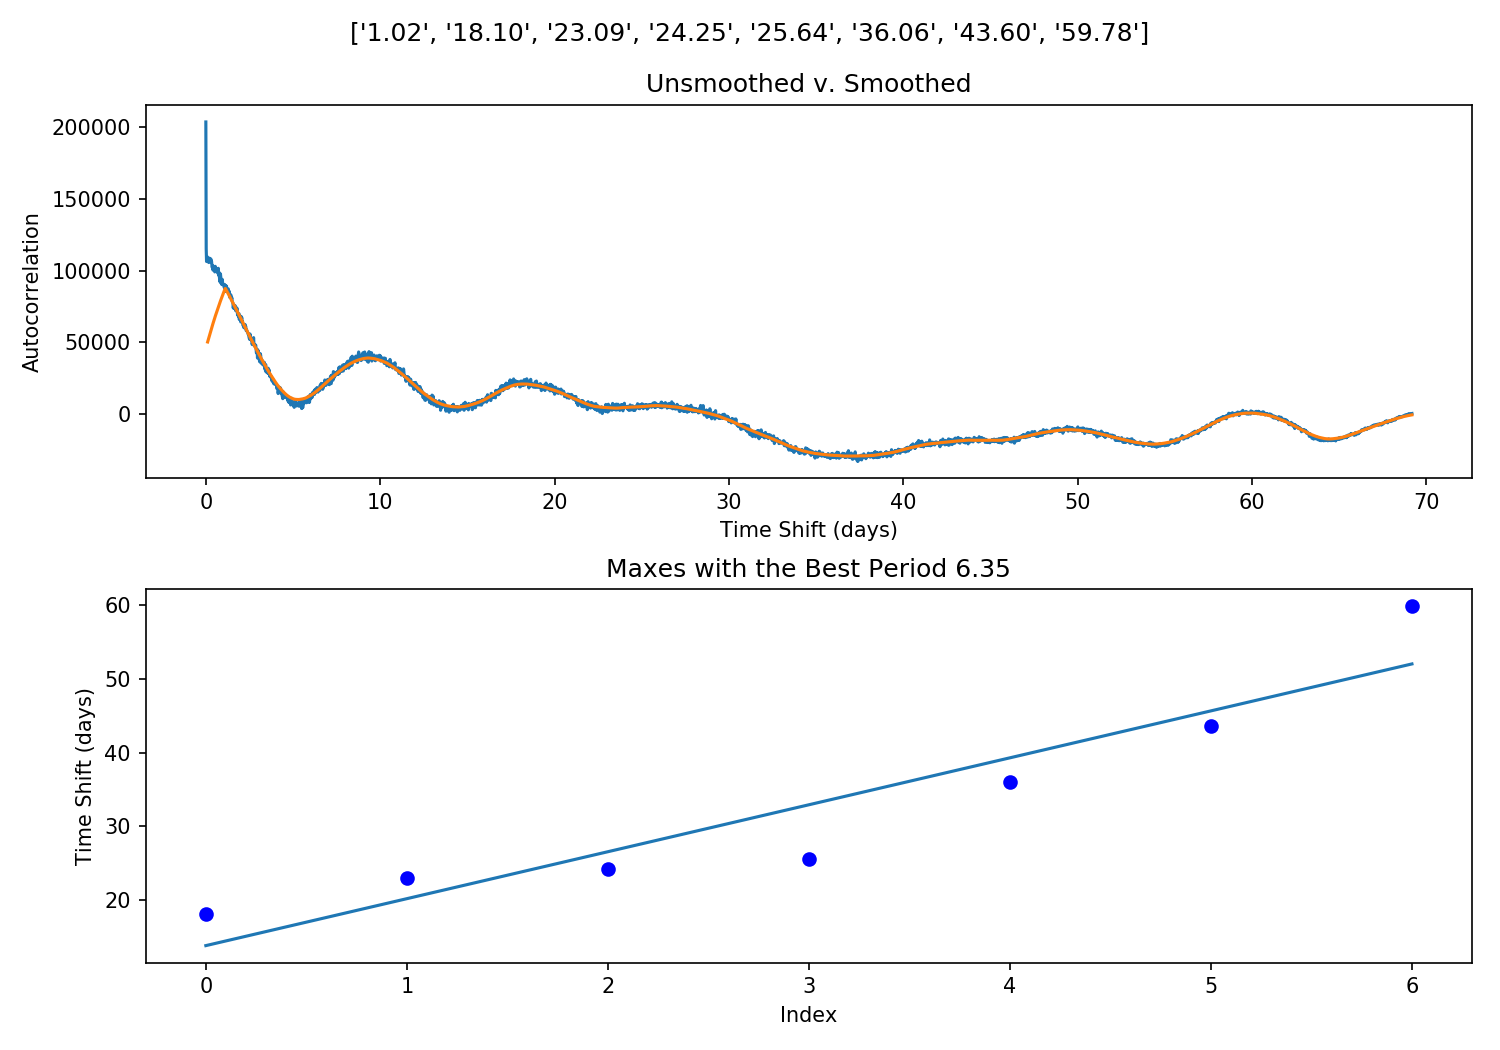 ['1.02', '18.10', '23.09', '24.25', '25.64', '36.06', '43.60', '59.78']
Unsmoothed v. Smoothed
Autocorrelation
200000
150000
100000
50000
0
0 10 20 30 40 50 60 70
Time Shift (days)
Maxes with the Best Period 6.35
Time Shift (days)
60
50
40
30
20
0 1 2 3 4 5 6
Index